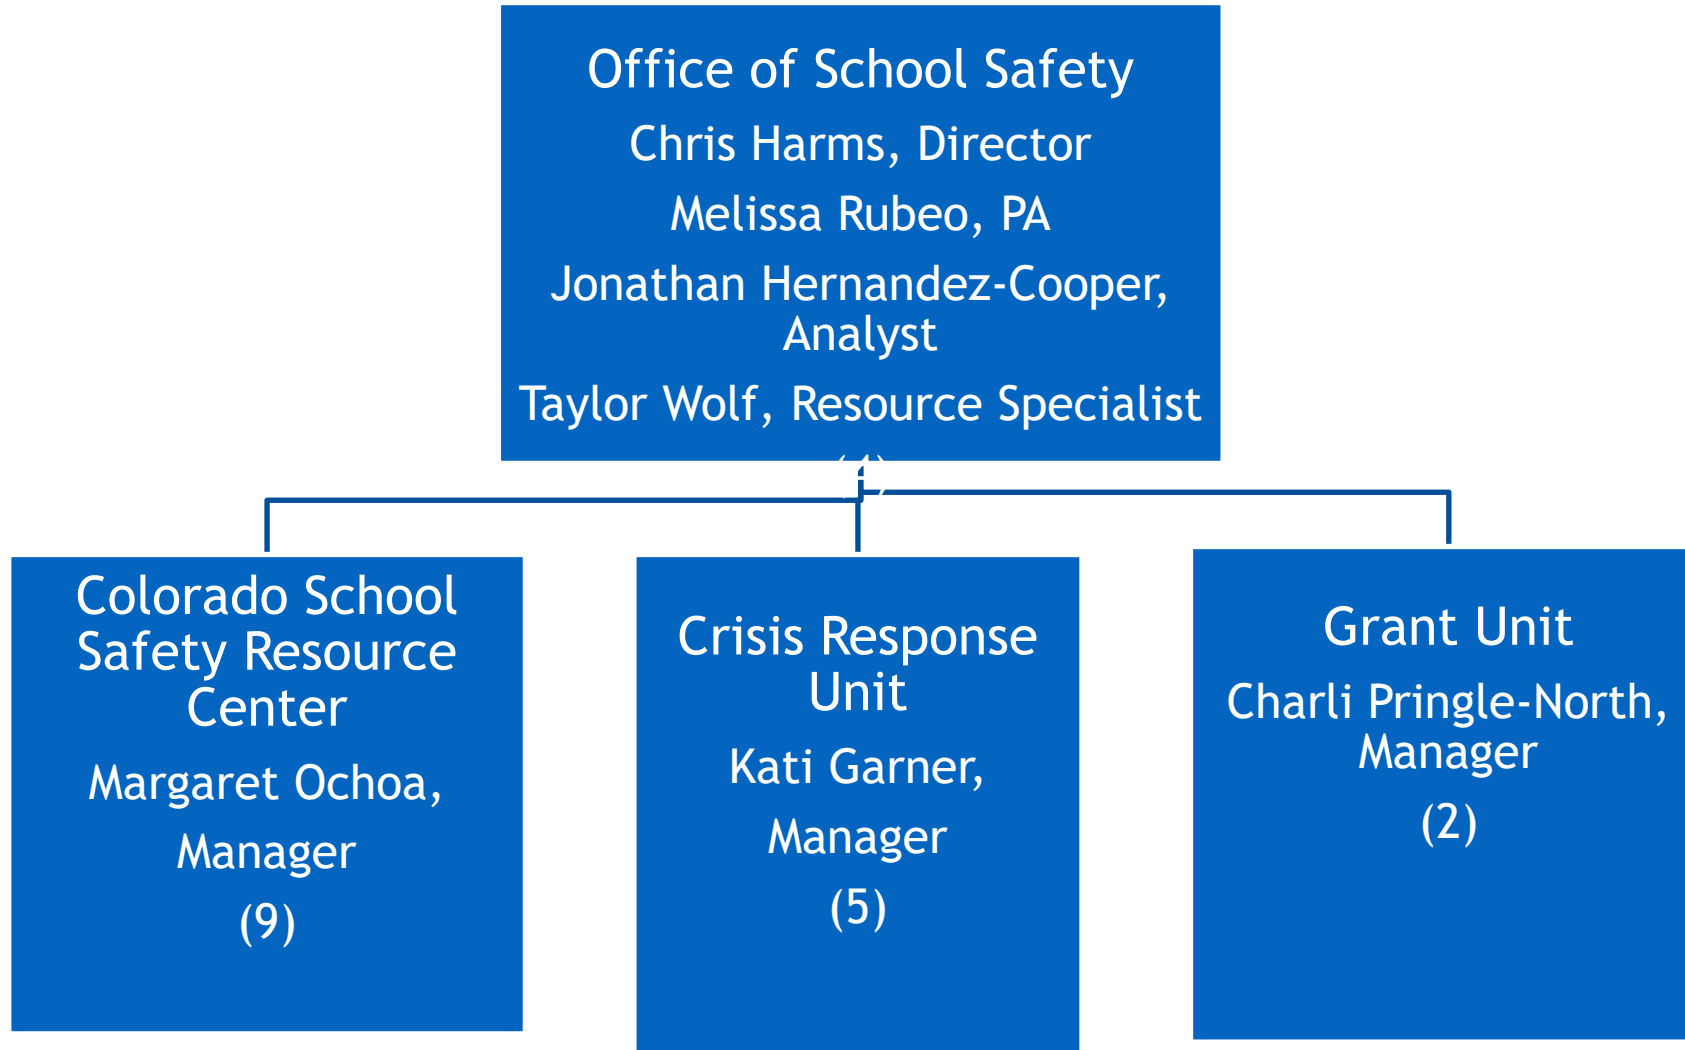 Office of School Safety
Chris Harms, Director
Melissa Rubeo, PA
Jonathan Hernandez-Cooper,
Analyst
Taylor Wolf, Resource Specialist
(4)
Colorado School
Safety Resource
Center
Margaret Ochoa,
Manager
(9)
Crisis Response
Unit
Kati Garner,
Manager
(5)
Grant Unit
Charli Pringle-North,
Manager
(2)